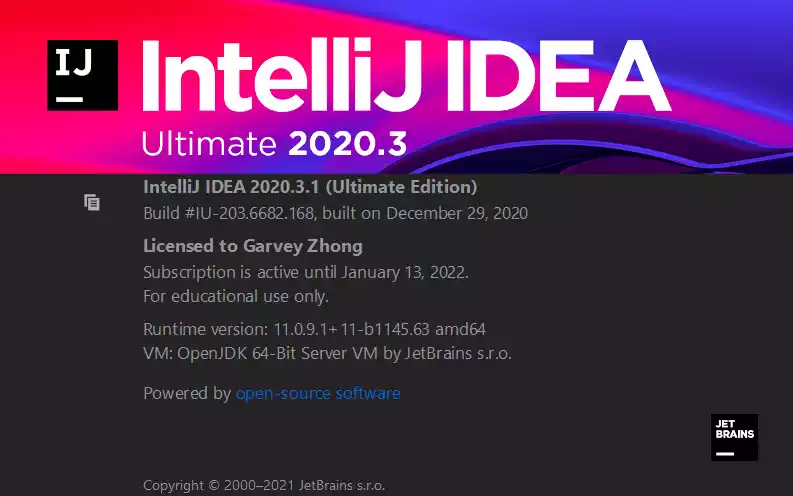 IJ
IntelliJ IDEA
Ultimate 2020.3
IntelliJ IDEA 2020.3.1 (Ultimate Edition)
Build #IU-203.6682.168, built on December 29, 2020
Licensed to Garvey Zhong
Subscription is active until January 13, 2022.
For educational use only.
Runtime version: 11.0.9.1+11-b1145.63 amd64
VM: OpenJDK 64-Bit Server VM by JetBrains s.r.o.
Powered by open-source software
JET
BRAINS
Copyright © 2000–2021 JetBrains s.r.o.